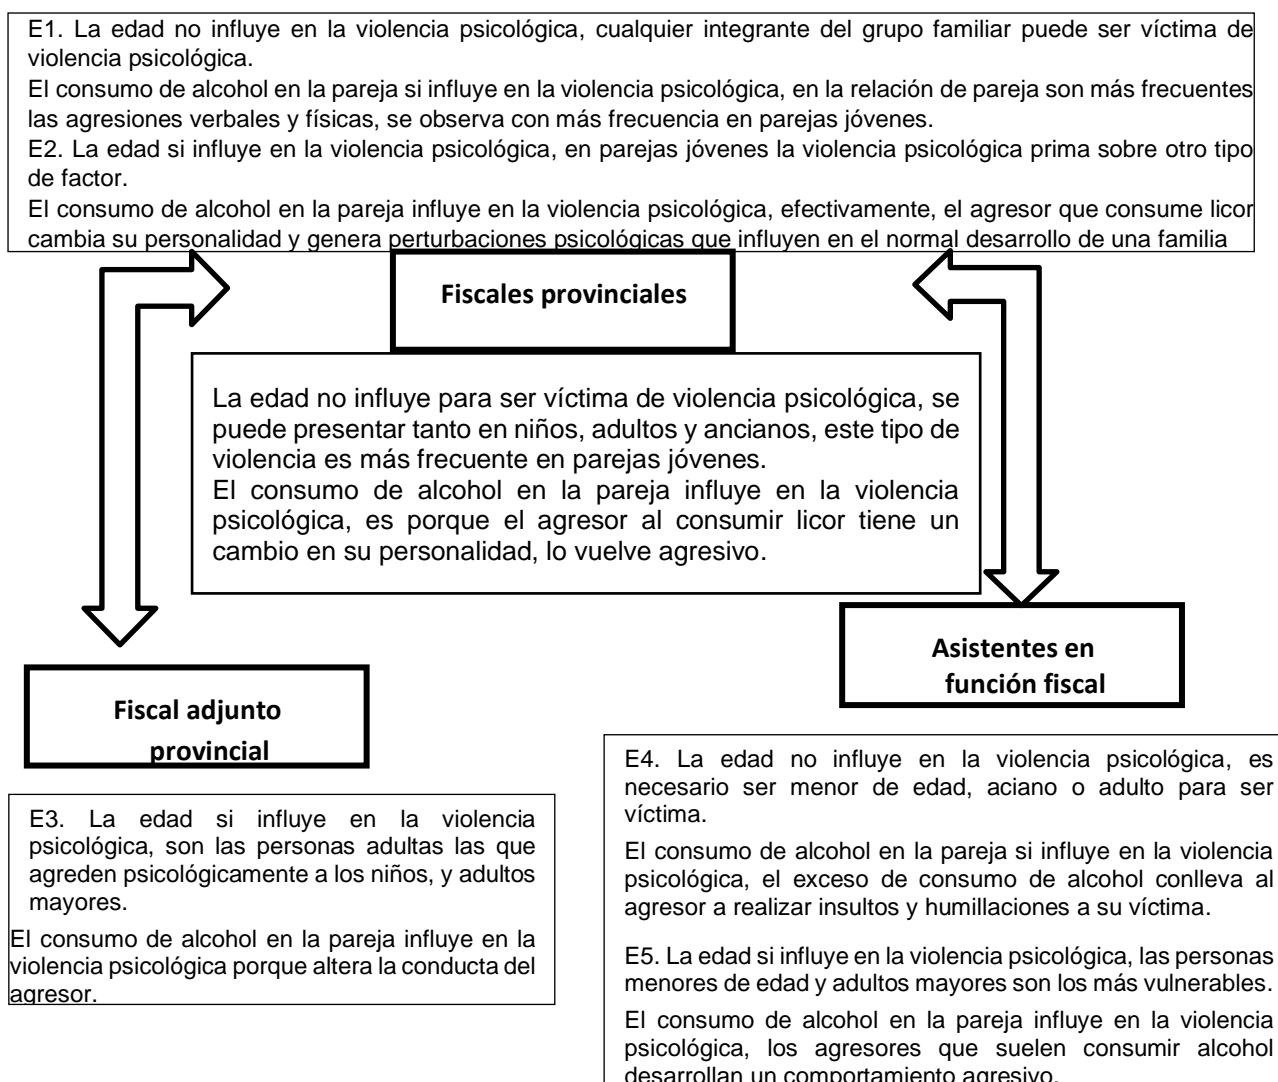 E1. La edad no influye en la violencia psicológica, cualquier integrante del grupo familiar puede ser víctima de
violencia psicológica.
El consumo de alcohol en la pareja si influye en la violencia psicológica, en la relación de pareja son más frecuentes
las agresiones verbales y físicas, se observa con más frecuencia en parejas jóvenes.
E2. La edad si influye en la violencia psicológica, en parejas jóvenes la violencia psicológica prima sobre otro tipo
de factor.
El consumo de alcohol en la pareja influye en la violencia psicológica, efectivamente, el agresor que consume licor
cambia su personalidad y genera perturbaciones psicológicas que influyen en el normal desarrollo de una familia
Fiscales provinciales
La edad no influye para ser víctima de violencia psicológica, se
puede presentar tanto en niños, adultos y ancianos, este tipo de
violencia es más frecuente en parejas jóvenes.
El consumo de alcohol en la pareja influye en la violencia
psicológica, es porque el agresor al consumir licor tiene un
cambio en su personalidad, lo vuelve agresivo.
Fiscal adjunto
provincial
E3. La edad si influye en la violencia
psicológica, son las personas adultas las que
agreden psicológicamente a los niños, y adultos
mayores.
El consumo de alcohol en la pareja influye en la
violencia psicológica porque altera la conducta del
agresor.
Asistentes en
función fiscal
E4. La edad no influye en la violencia psicológica, es
necesario ser menor de edad, aciano o adulto para ser
víctima.
El consumo de alcohol en la pareja si influye en la violencia
psicológica, el exceso de consumo de alcohol conlleva al
agresor a realizar insultos y humillaciones a su víctima.
E5. La edad si influye en la violencia psicológica, las personas
menores de edad y adultos mayores son los más vulnerables.
El consumo de alcohol en la pareja influye en la violencia
psicológica, los agresores que suelen consumir alcohol
desarrollan un comportamiento agresivo.